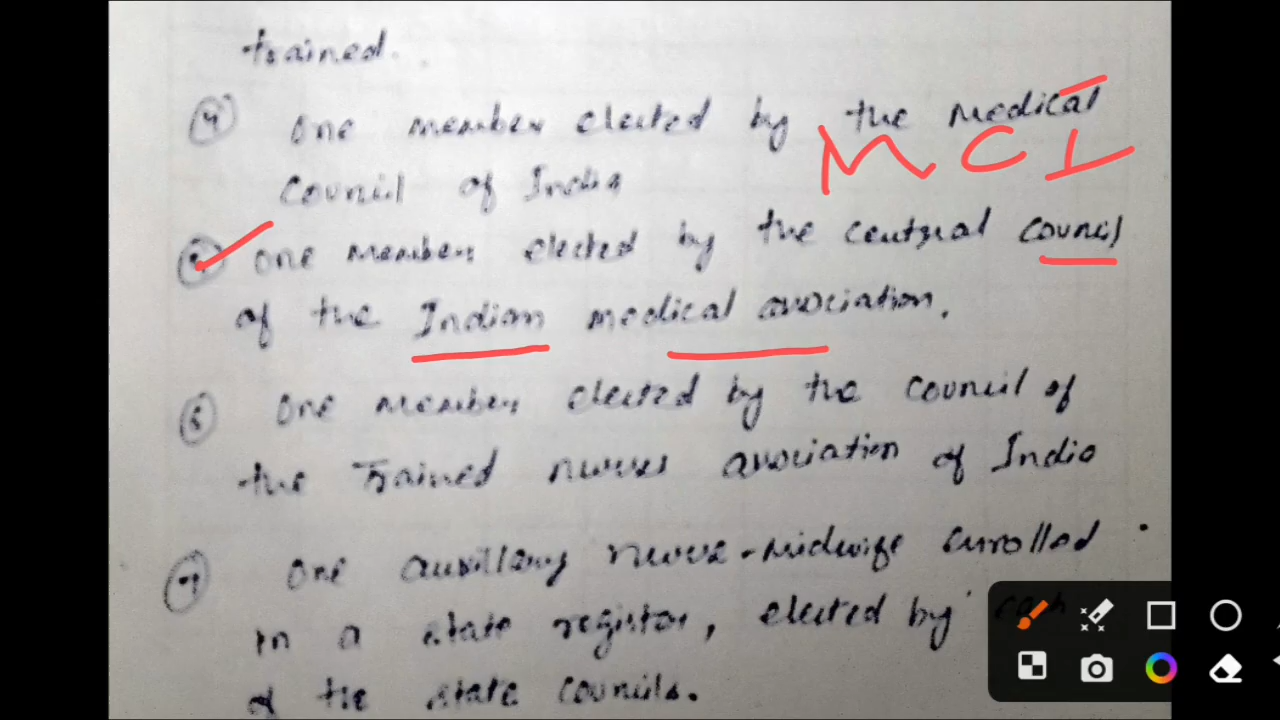 trained.
(4) one member elected by the medical
MCI
council of India
one member elected by the central council
of the Indian medical association.
(6) one member elected by the council of
the Trained nurses association of India
(7) one auxillary nurse-midwife enrolled
in a state register, elected by each
of the state councils.